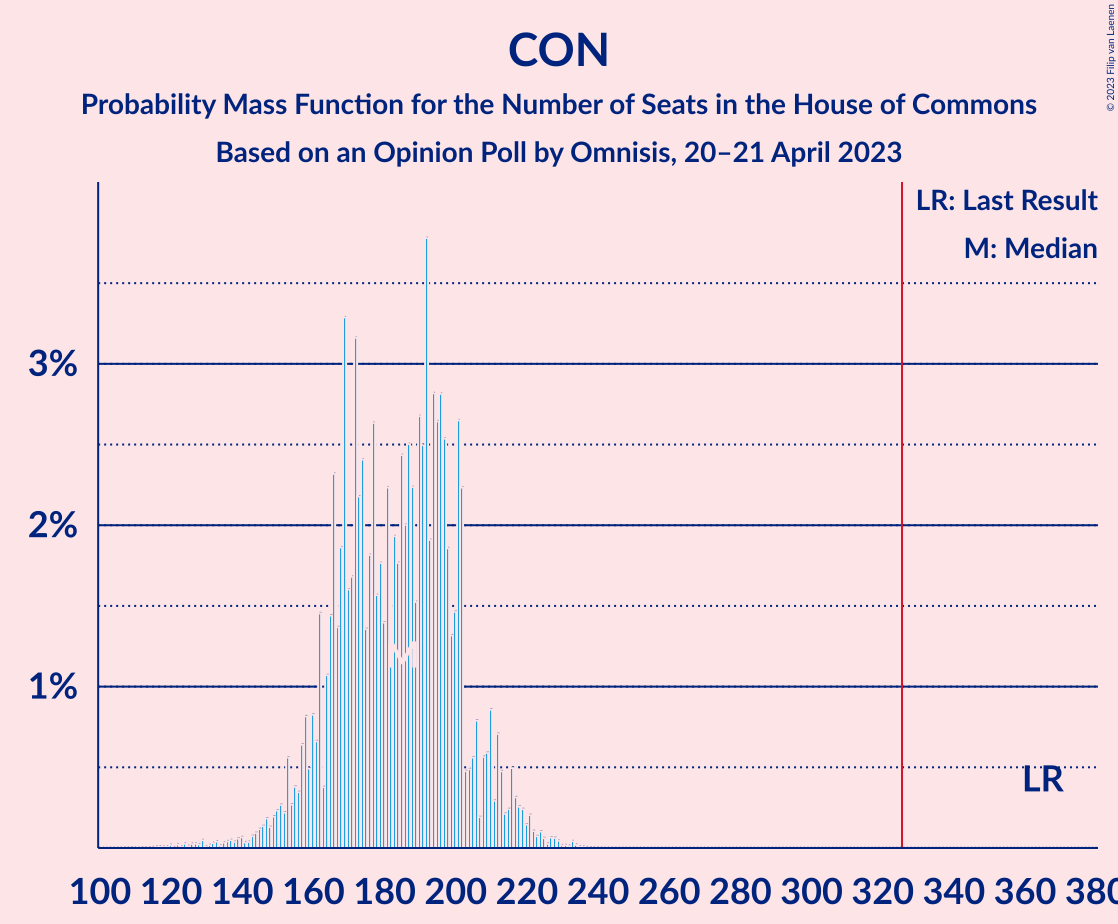 CON
Probability Mass Function for the Number of Seats in the House of Commons
Based on an Opinion Poll by Omnisis, 20–21 April 2023
© 2023 Filip van Laenen
LR: Last Result
M: Median
3%
2%
1%
M
LR
100 120 140 160 180 200 220 240 260 280 300 320 340 360 380